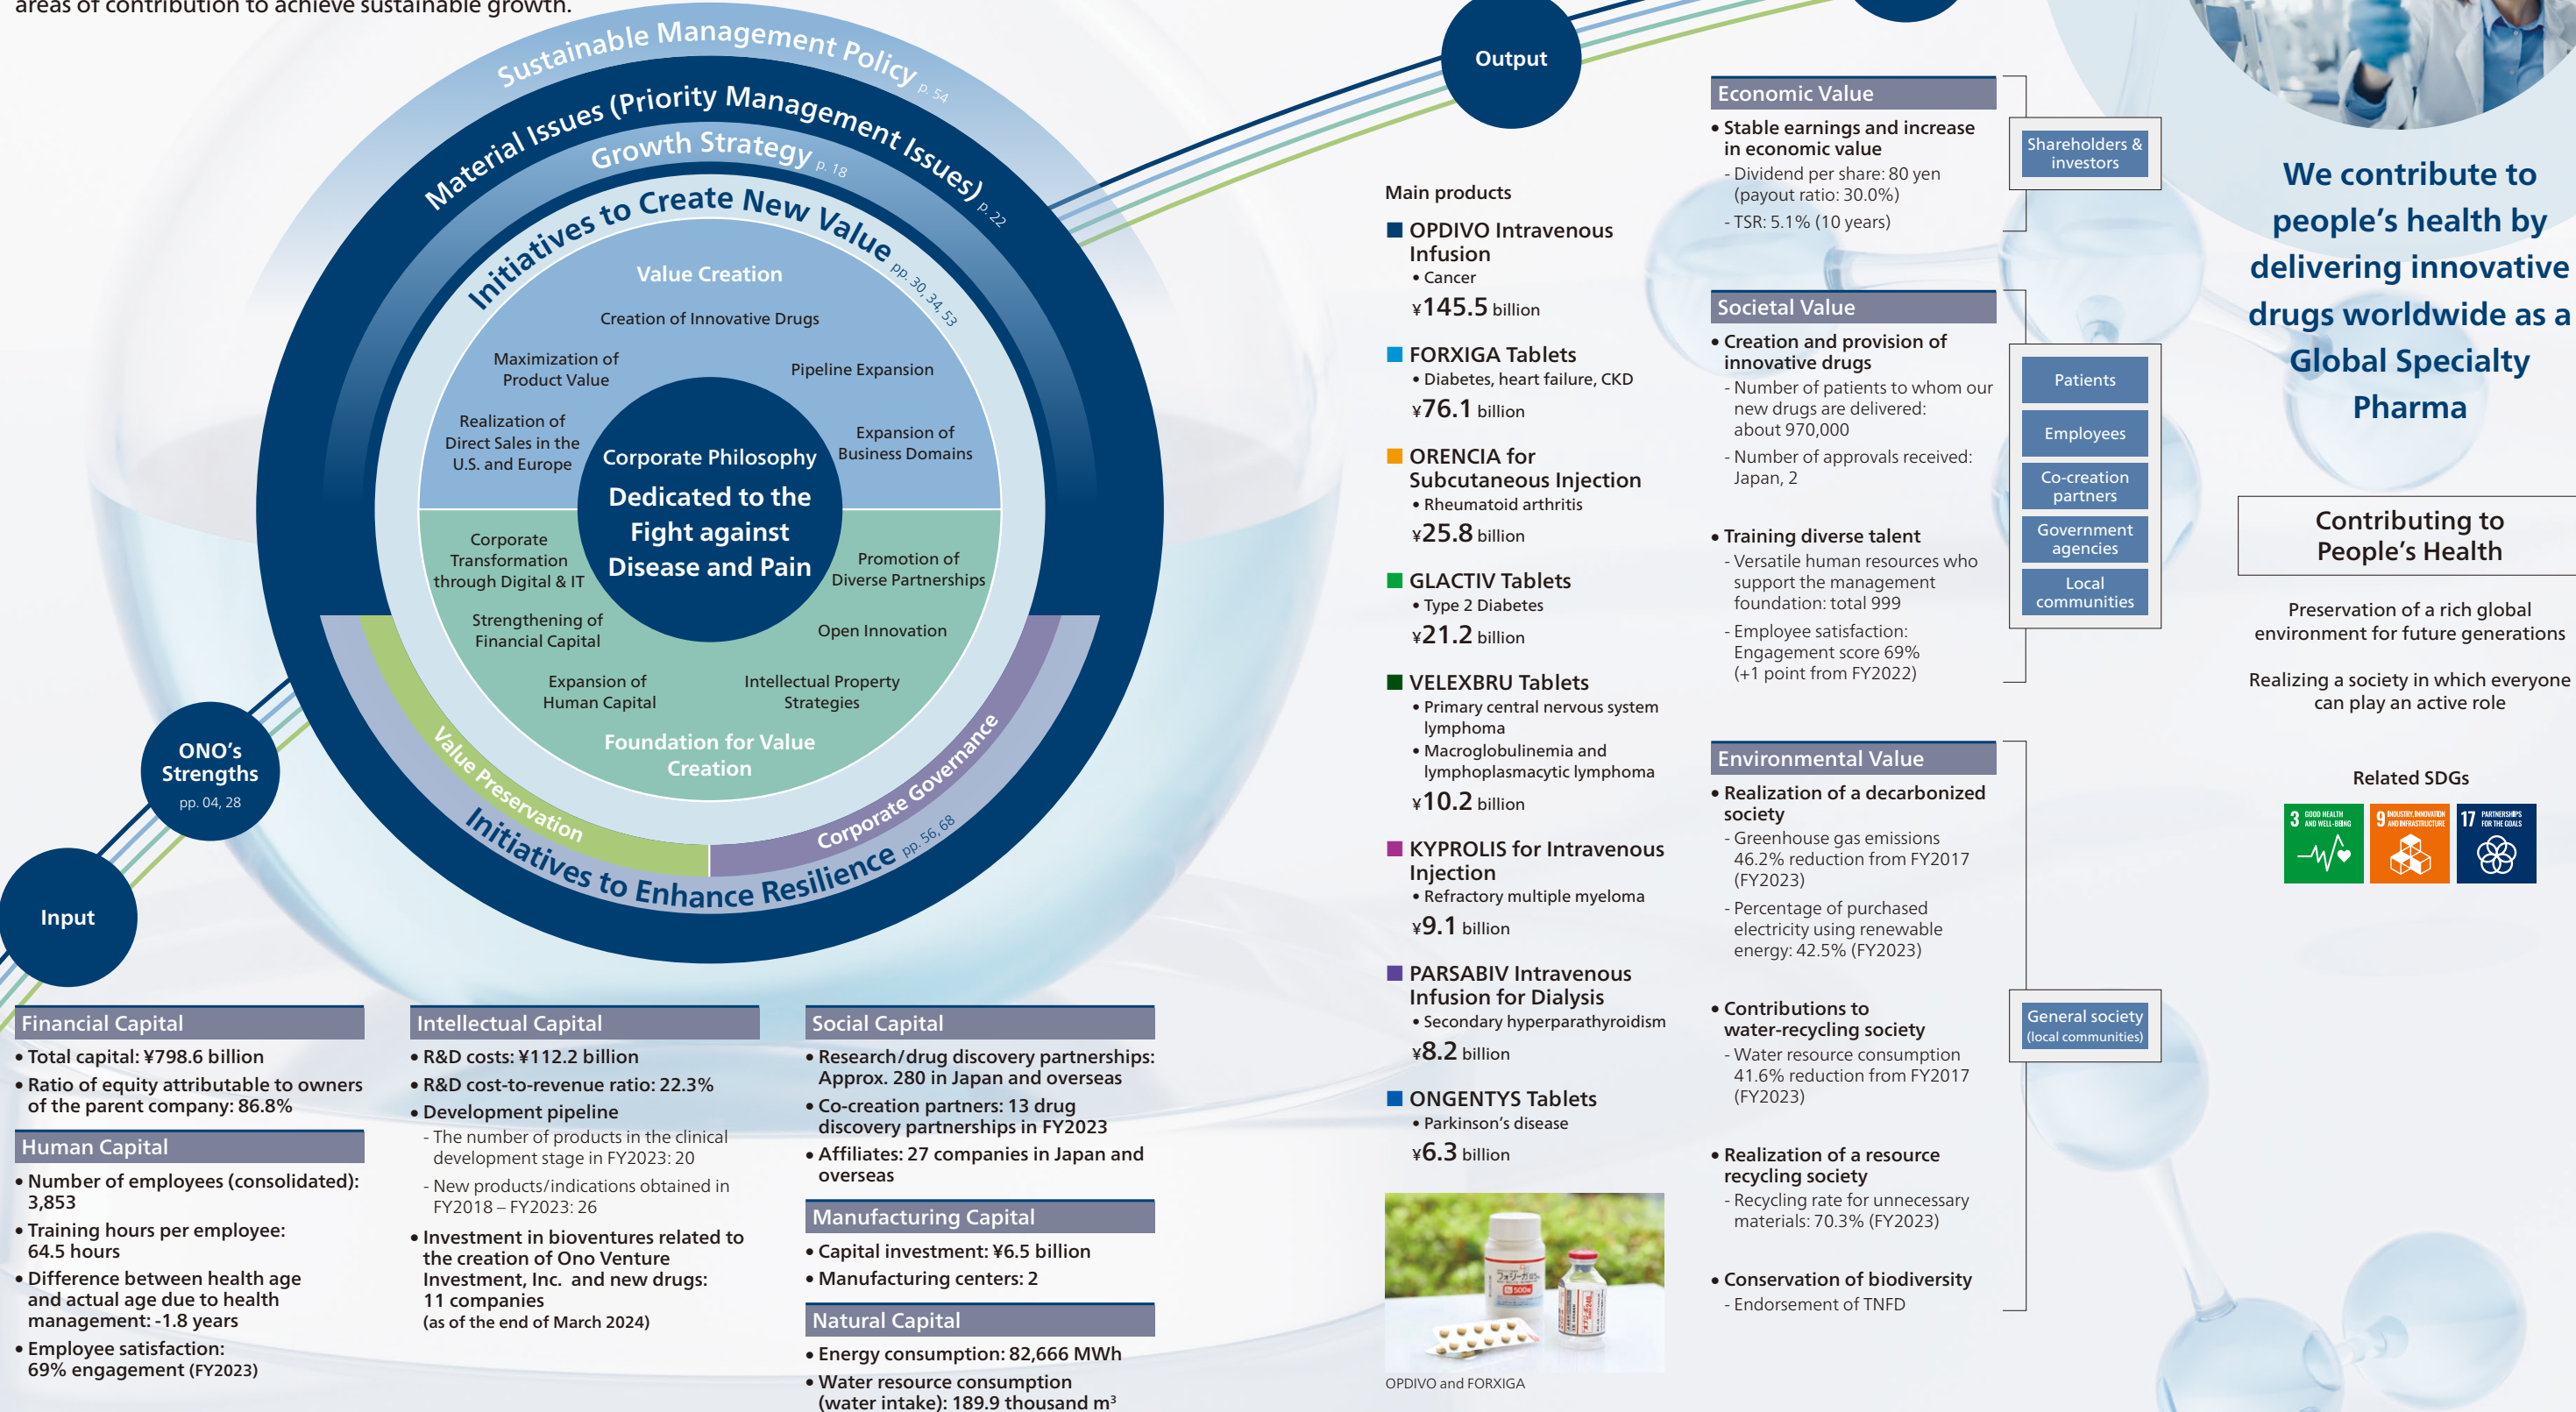 areas of contribution to achieve sustainable growth.
Sustainable Management Policy p. 54
Material Issues (Priority Management Issues) p. 22
Growth Strategy p. 18
Initiatives to Create New Value pp. 30, 34, 53
Value Creation
Creation of Innovative Drugs
Maximization of
Product Value
Pipeline Expansion
Realization of
Direct Sales in the
U.S. and Europe
Expansion of
Business Domains
Corporate Philosophy
Dedicated to the
Fight against
Disease and Pain
Corporate
Transformation
through Digital & IT
Promotion of
Diverse Partnerships
Strengthening of
Financial Capital
Open Innovation
Expansion of
Human Capital
Intellectual Property
Strategies
Foundation for Value
Creation
Value Preservation
Corporate Governance
Initiatives to Enhance Resilience pp. 56, 68
ONO's
Strengths
pp. 04, 28
Input
Financial Capital
• Total capital: ¥798.6 billion
• Ratio of equity attributable to owners
of the parent company: 86.8%
Human Capital
• Number of employees (consolidated):
3,853
• Training hours per employee:
64.5 hours
• Difference between health age
and actual age due to health
management: -1.8 years
• Employee satisfaction:
69% engagement (FY2023)
Intellectual Capital
• R&D costs: ¥112.2 billion
• R&D cost-to-revenue ratio: 22.3%
• Development pipeline
- The number of products in the clinical
development stage in FY2023: 20
- New products/indications obtained in
FY2018 – FY2023: 26
• Investment in bioventures related to
the creation of Ono Venture
Investment, Inc. and new drugs:
11 companies
(as of the end of March 2024)
Social Capital
• Research/drug discovery partnerships:
Approx. 280 in Japan and overseas
• Co-creation partners: 13 drug
discovery partnerships in FY2023
• Affiliates: 27 companies in Japan and
overseas
Manufacturing Capital
• Capital investment: ¥6.5 billion
• Manufacturing centers: 2
Natural Capital
• Energy consumption: 82,666 MWh
• Water resource consumption
(water intake): 189.9 thousand m³
Output
Main products
OPDIVO Intravenous
Infusion
• Cancer
¥145.5 billion
FORXIGA Tablets
• Diabetes, heart failure, CKD
¥76.1 billion
ORENCIA for
Subcutaneous Injection
• Rheumatoid arthritis
¥25.8 billion
GLACTIV Tablets
• Type 2 Diabetes
¥21.2 billion
VELEXBRU Tablets
• Primary central nervous system
lymphoma
• Macroglobulinemia and
lymphoplasmacytic lymphoma
¥10.2 billion
KYPROLIS for Intravenous
Injection
• Refractory multiple myeloma
¥9.1 billion
PARSABIV Intravenous
Infusion for Dialysis
• Secondary hyperparathyroidism
¥8.2 billion
ONGENTYS Tablets
• Parkinson's disease
¥6.3 billion
フォシーガ
OPDIVO and FORXIGA
Economic Value
• Stable earnings and increase
in economic value
- Dividend per share: 80 yen
(payout ratio: 30.0%)
- TSR: 5.1% (10 years)
Shareholders &
investors
Societal Value
• Creation and provision of
innovative drugs
- Number of patients to whom our
new drugs are delivered:
about 970,000
- Number of approvals received:
Japan, 2
• Training diverse talent
- Versatile human resources who
support the management
foundation: total 999
- Employee satisfaction:
Engagement score 69%
(+1 point from FY2022)
Patients
Employees
Co-creation
partners
Government
agencies
Local
communities
Environmental Value
• Realization of a decarbonized
society
- Greenhouse gas emissions
46.2% reduction from FY2017
(FY2023)
- Percentage of purchased
electricity using renewable
energy: 42.5% (FY2023)
• Contributions to
water-recycling society
- Water resource consumption
41.6% reduction from FY2017
(FY2023)
• Realization of a resource
recycling society
- Recycling rate for unnecessary
materials: 70.3% (FY2023)
• Conservation of biodiversity
- Endorsement of TNFD
General society
(local communities)
We contribute to
people's health by
delivering innovative
drugs worldwide as a
Global Specialty
Pharma
Contributing to
People's Health
Preservation of a rich global
environment for future generations
Realizing a society in which everyone
can play an active role
Related SDGs
3 GOOD HEALTH
AND WELL-BEING
9 INDUSTRY, INNOVATION
AND INFRASTRUCTURE
17 PARTNERSHIPS
FOR THE GOALS